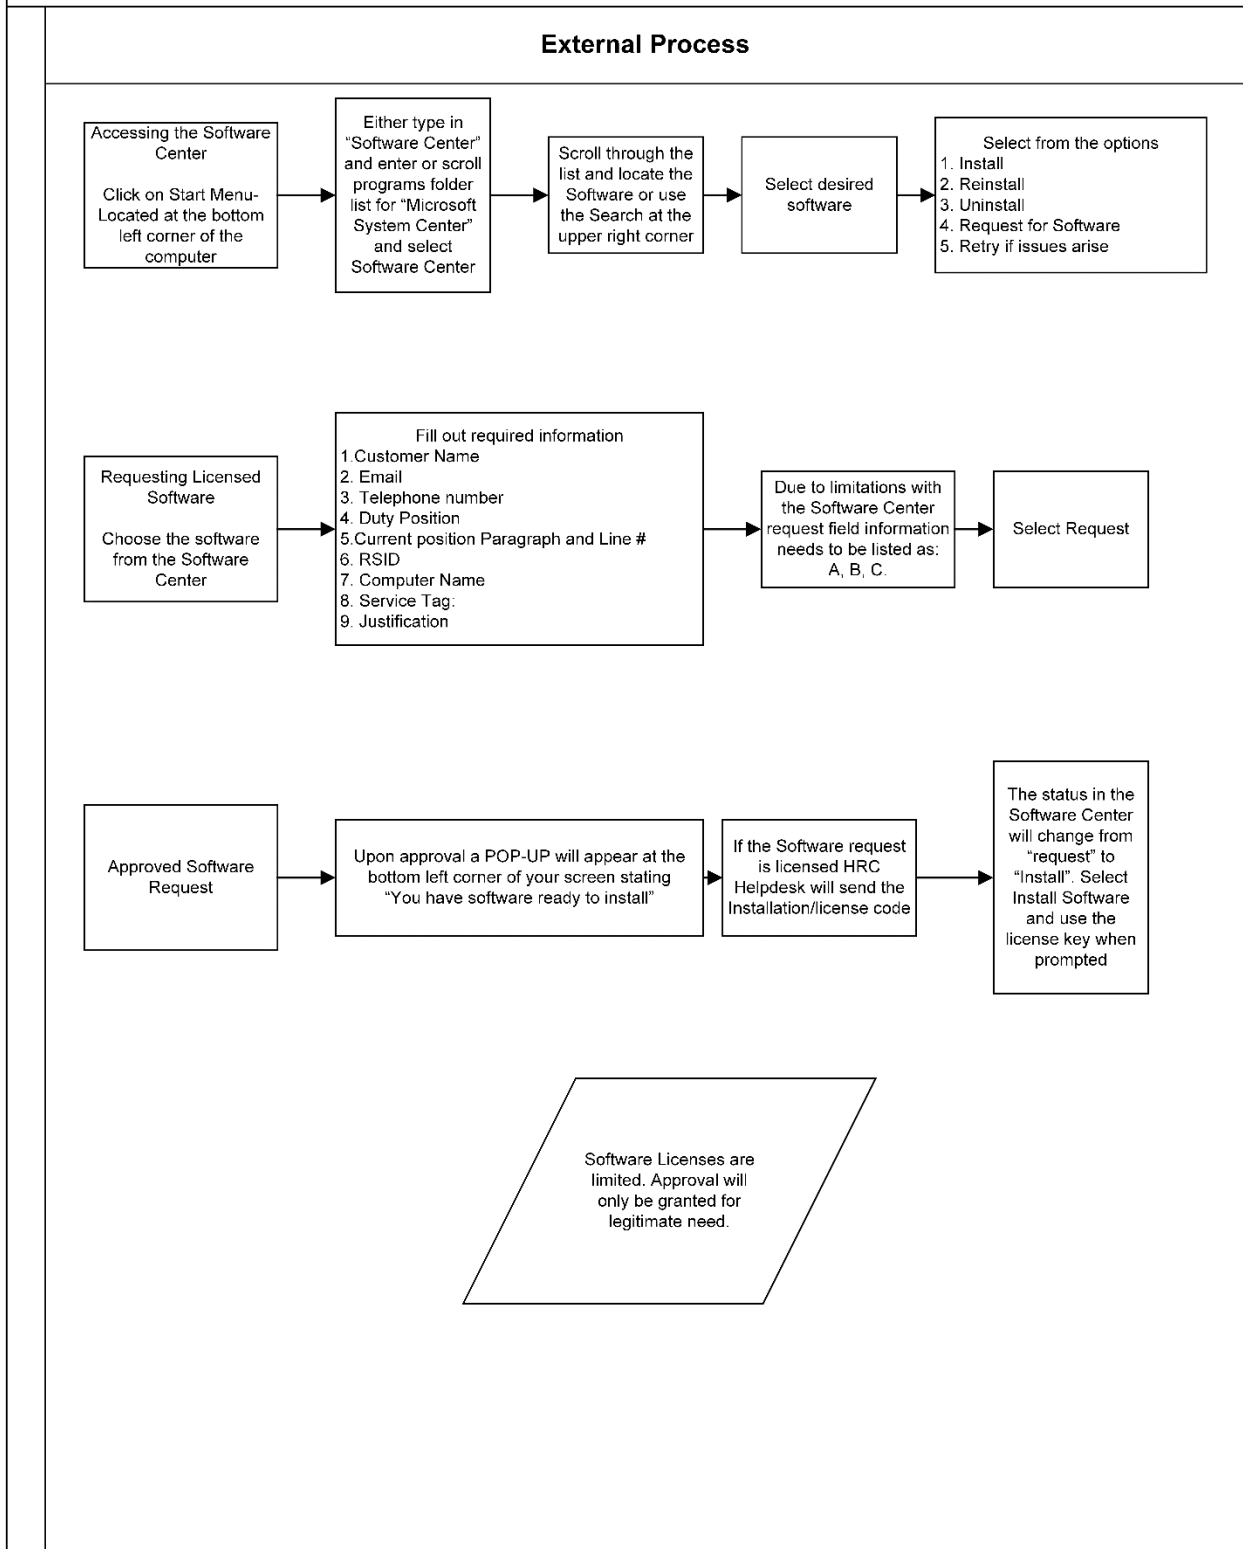 External Process
Accessing the Software
Center
Click on Start Menu-
Located at the bottom
left corner of the
computer
Either type in
“Software Center”
and enter or scroll
programs folder
list for “Microsoft
System Center”
and select
Software Center
Scroll through the
list and locate the
Software or use
the Search at the
upper right corner
Select desired
software
Select from the options
1. Install
2. Reinstall
3. Uninstall
4. Request for Software
5. Retry if issues arise
Requesting Licensed
Software
Choose the software
from the Software
Center
Fill out required information
1.Customer Name
2. Email
3. Telephone number
4. Duty Position
5.Current position Paragraph and Line #
6. RSID
7. Computer Name
8. Service Tag:
9. Justification
Due to limitations with
the Software Center
request field information
needs to be listed as:
A, B, C.
Select Request
Approved Software
Request
Upon approval a POP-UP will appear at the
bottom left corner of your screen stating
“You have software ready to install”
If the Software request
is licensed HRC
Helpdesk will send the
Installation/license code
The status in the
Software Center
will change from
“request” to
“Install”. Select
Install Software
and use the
license key when
prompted
Software Licenses are
limited. Approval will
only be granted for
legitimate need.